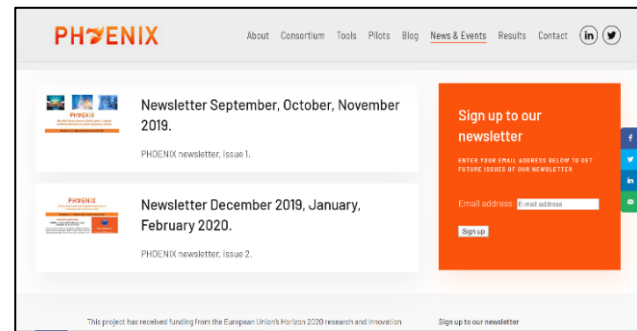 PHOENIX
About Consortium Tools Pilots Blog News & Events Results Contact in
Newsletter September, October, November
2019.
PHOENIX newsletter, issue 1.
Newsletter December 2019, January,
February 2020.
PHOENIX newsletter, issue 2.
Sign up to our
newsletter
ENTER YOUR EMAIL ADDRESS BELOW TO GET
FUTURE ISSUES OF OUR NEWSLETTER
Email address: E-mail address
Sign up
f
in
PHOENIX
PHOENIX
This project has received funding from the European Union's Horizon 2020 research and innovation
Sign up to our newsletter